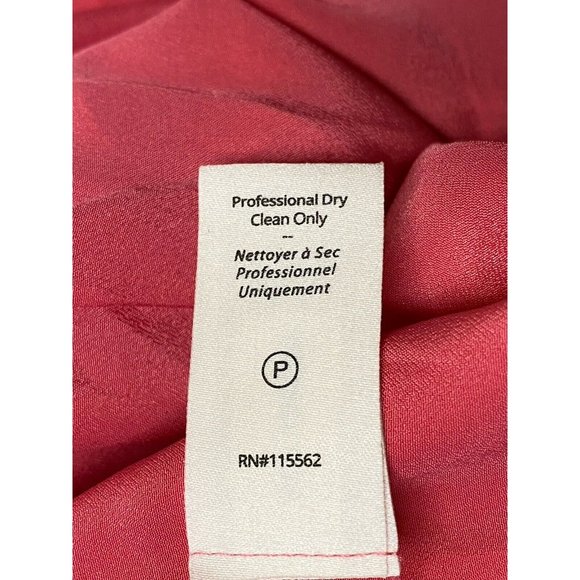 Professional Dry
Clean Only
--
Nettoyer à Sec
Professionnel
Uniquement
P
RN#115562